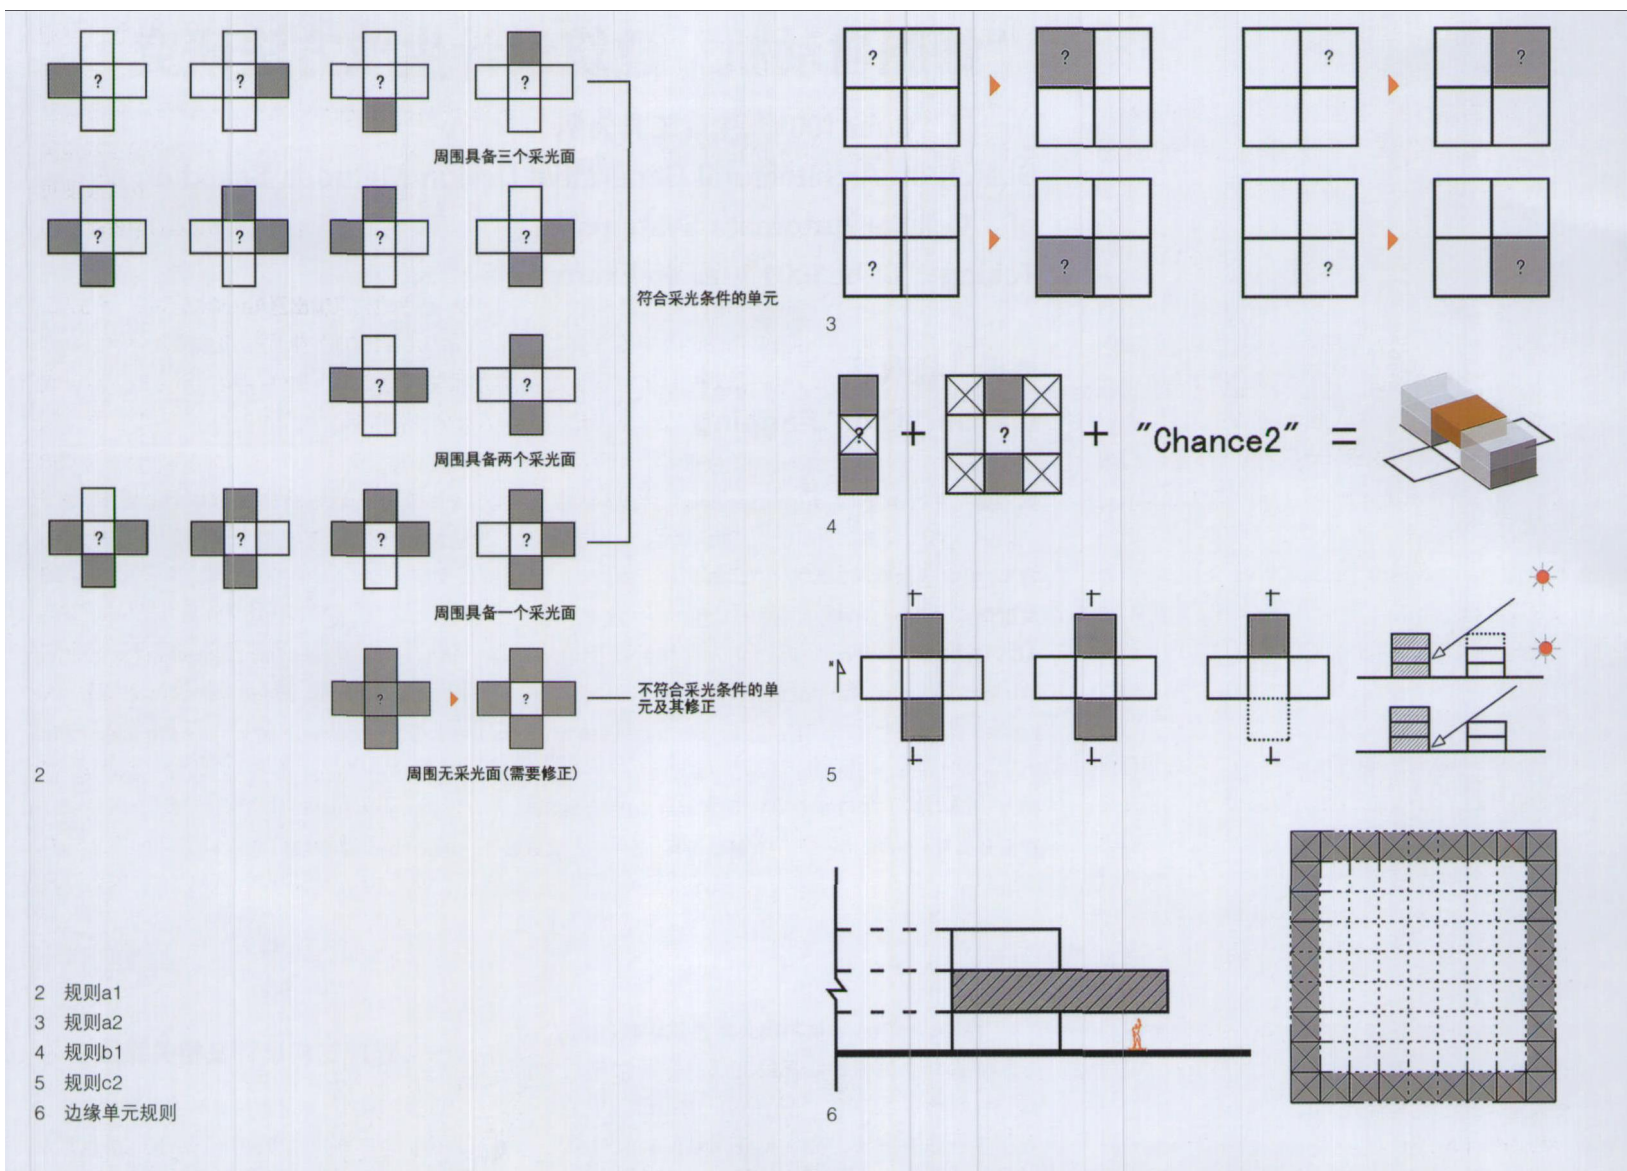 ? ? ? ?
周围具备三个采光面
? ? ? ?
? ?
周围具备两个采光面
? ? ? ?
周围具备一个采光面
? ?
周围无采光面(需要修正)
符合采光条件的单元
不符合采光条件的单
元及其修正
2
? ? ? ?
? ? ? ?
3
? + ? + "Chance2" =
4
N
5
6
2 规则a1
3 规则a2
4 规则b1
5 规则c2
6 边缘单元规则